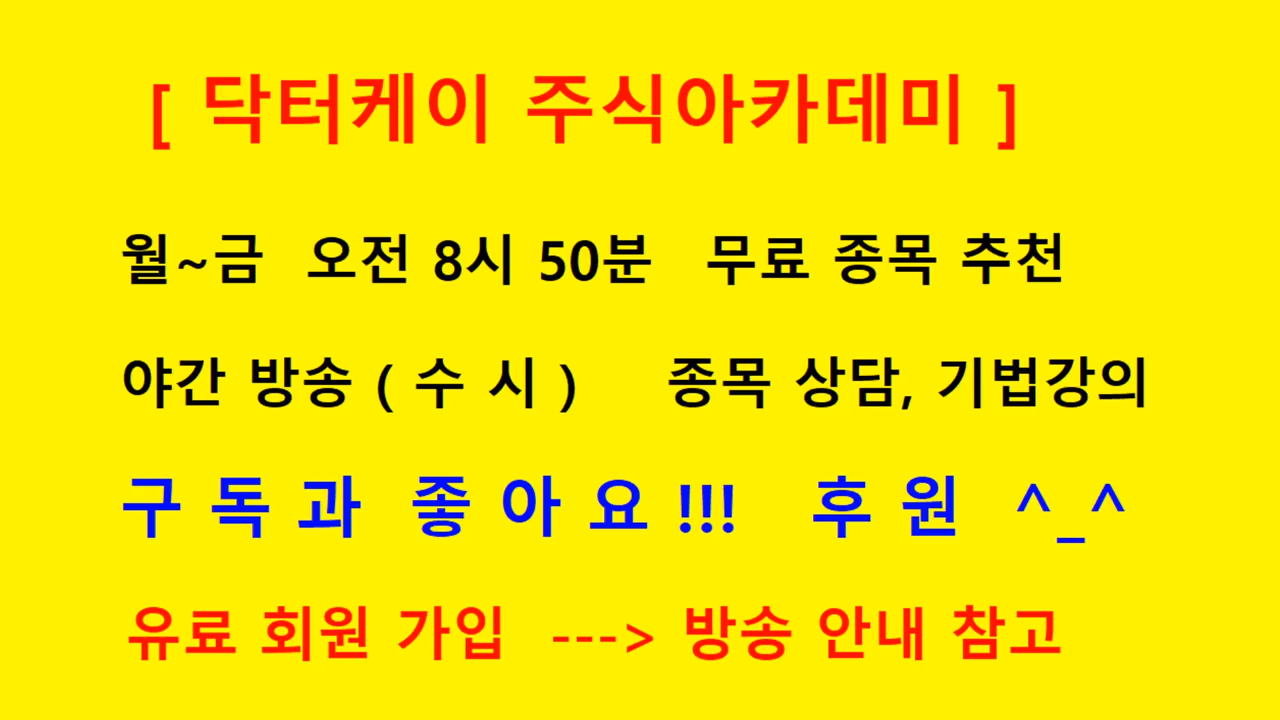 [ 닥터케이 주식아카데미 ]
월~금 오전 8시 50분 무료 종목 추천
야간 방송 ( 수 시 ) 종목 상담, 기법강의
구 독 과 좋 아 요 !!! 후 원 ^_^
유료 회원 가입 ---> 방송 안내 참고